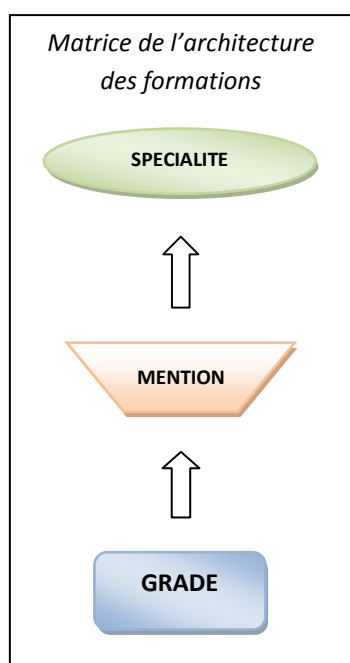 Matrice de l’architecture
des formations
SPECIALITE
MENTION
GRADE